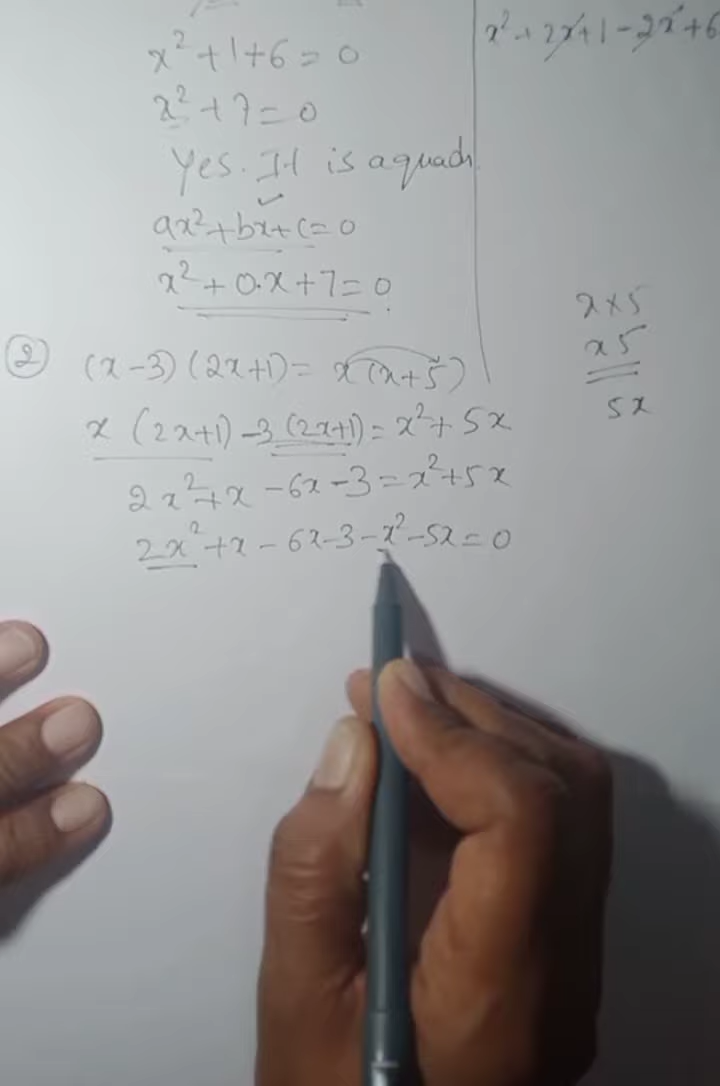 x² + 1 + 6 = 0
x² + 7 = 0
Yes. It is a quad
ax² + bx + c = 0
x² + 0.x + 7 = 0
x² + 2x + 1 - 2x + 6
② (x - 3) (2x + 1) = x (x + 5)
x (2x + 1) - 3 (2x + 1) = x² + 5x
2x² + x - 6x - 3 = x² + 5x
2x² + x - 6x - 3 - x² - 5x = 0
x × 5
x 5
5x